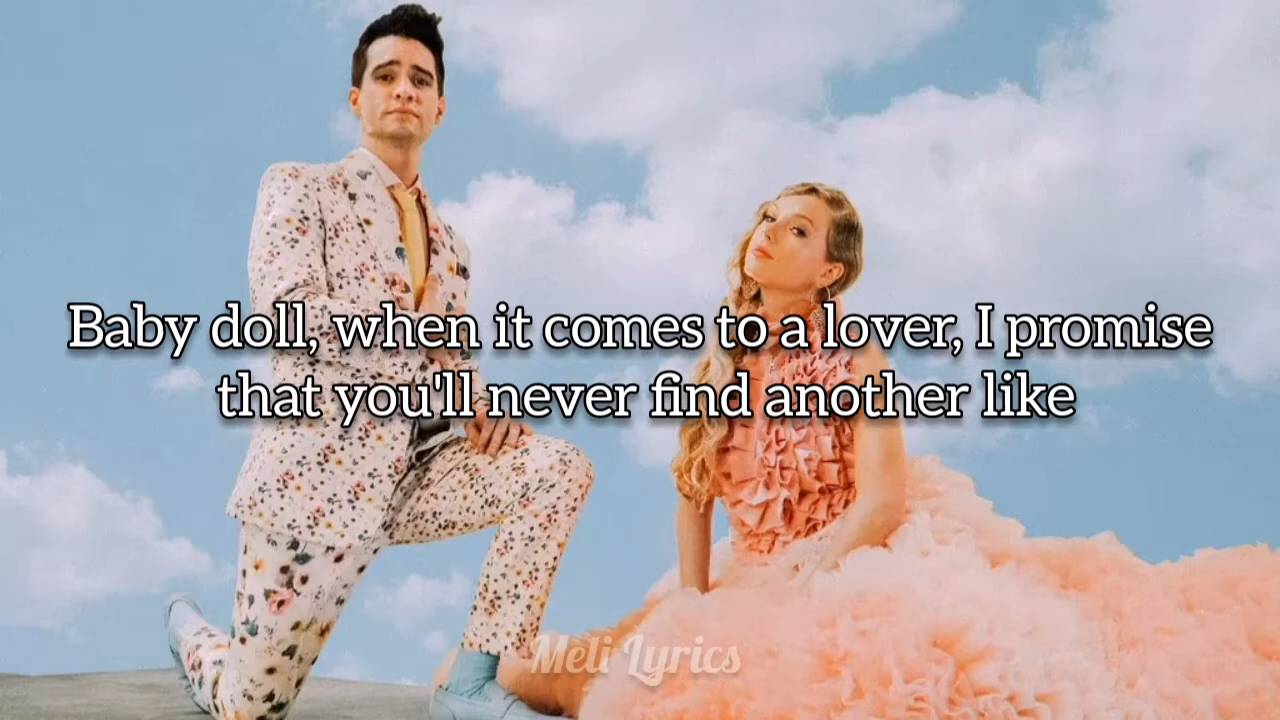 Baby doll, when it comes to a lover, I promise
that you'll never find another like
Meli Lyrics